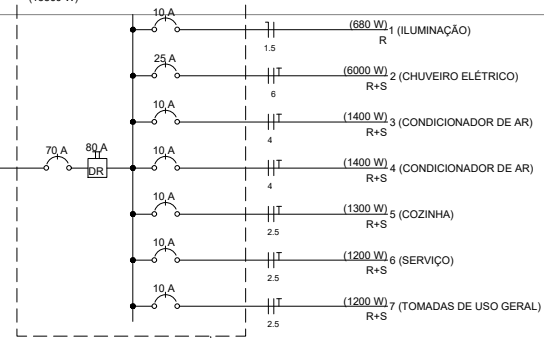 10 A (680 W) 1 (ILUMINAÇÃO)
1.5 R
25 A T (6000 W) 2 (CHUVEIRO ELÉTRICO)
6 R+S
10 A T (1400 W) 3 (CONDICIONADOR DE AR)
4 R+S
70 A 80 A 10 A T (1400 W) 4 (CONDICIONADOR DE AR)
DR 4 R+S
10 A T (1300 W) 5 (COZINHA)
2.5 R+S
10 A T (1200 W) 6 (SERVIÇO)
2.5 R+S
10 A T (1200 W) 7 (TOMADAS DE USO GERAL)
2.5 R+S